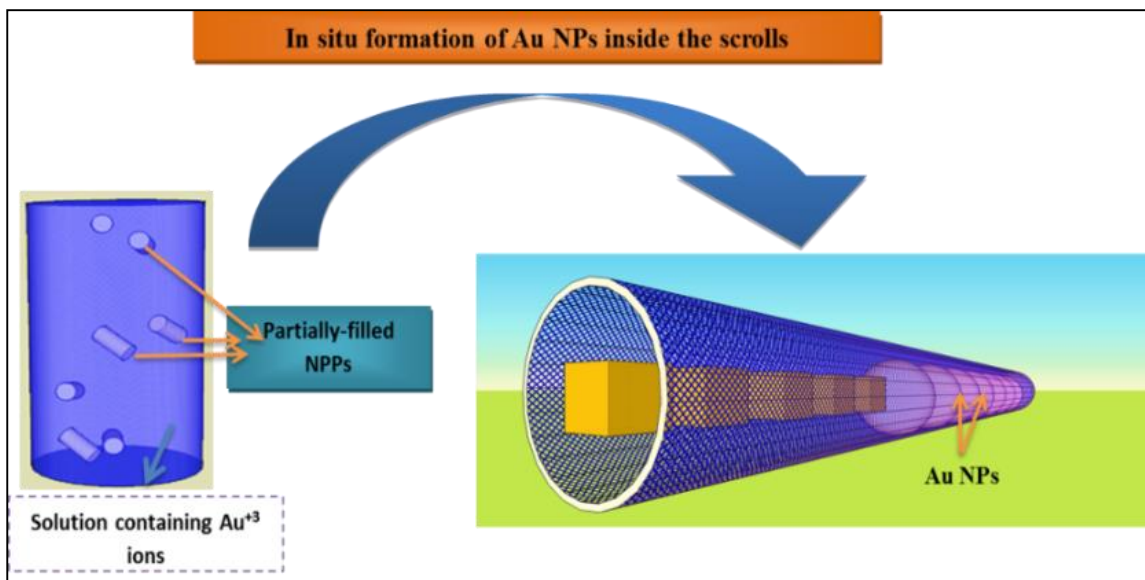 In situ formation of Au NPs inside the scrolls
Partially-filled
NPPs
Au NPs
Solution containing Au⁺³
ions